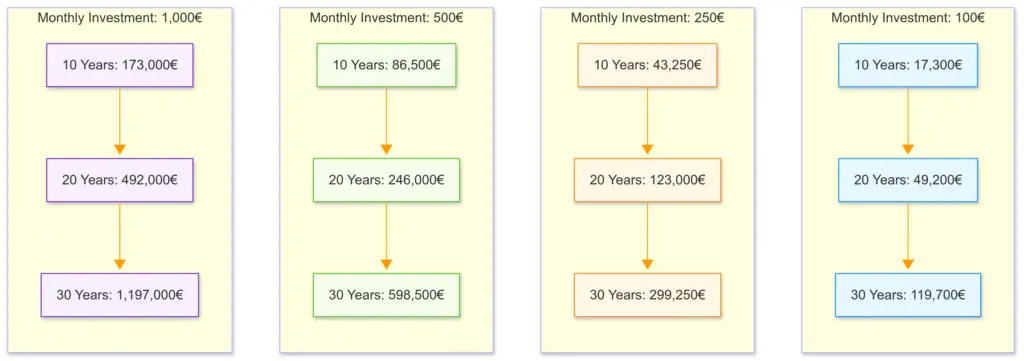 Monthly Investment: 1,000€
10 Years: 173,000€
20 Years: 492,000€
30 Years: 1,197,000€
Monthly Investment: 500€
10 Years: 86,500€
20 Years: 246,000€
30 Years: 598,500€
Monthly Investment: 250€
10 Years: 43,250€
20 Years: 123,000€
30 Years: 299,250€
Monthly Investment: 100€
10 Years: 17,300€
20 Years: 49,200€
30 Years: 119,700€